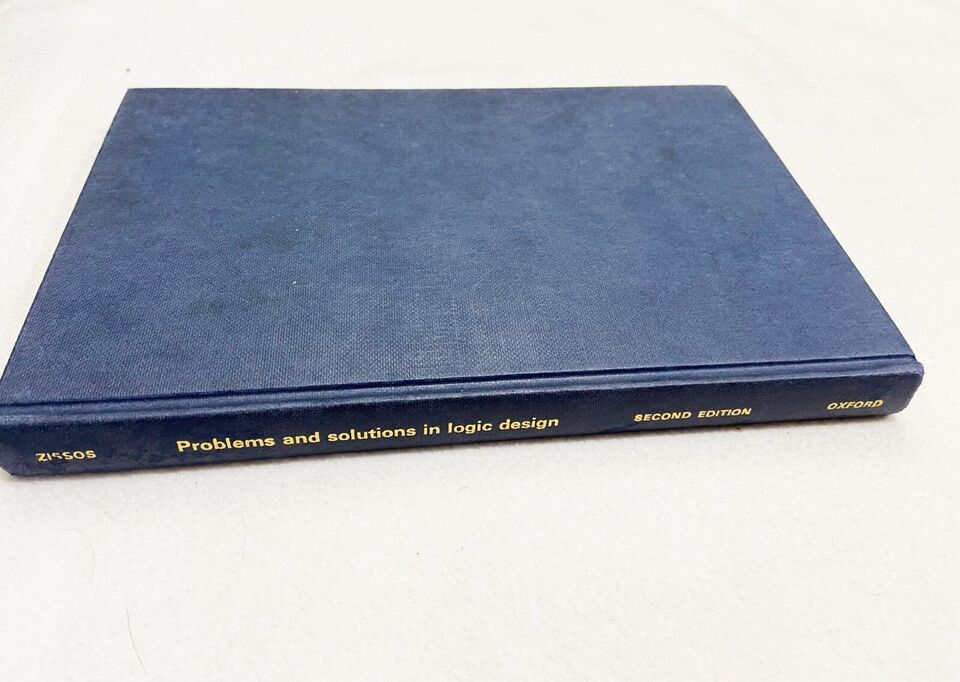 ZISSOS
Problems and solutions in logic design
SECOND EDITION
OXFORD